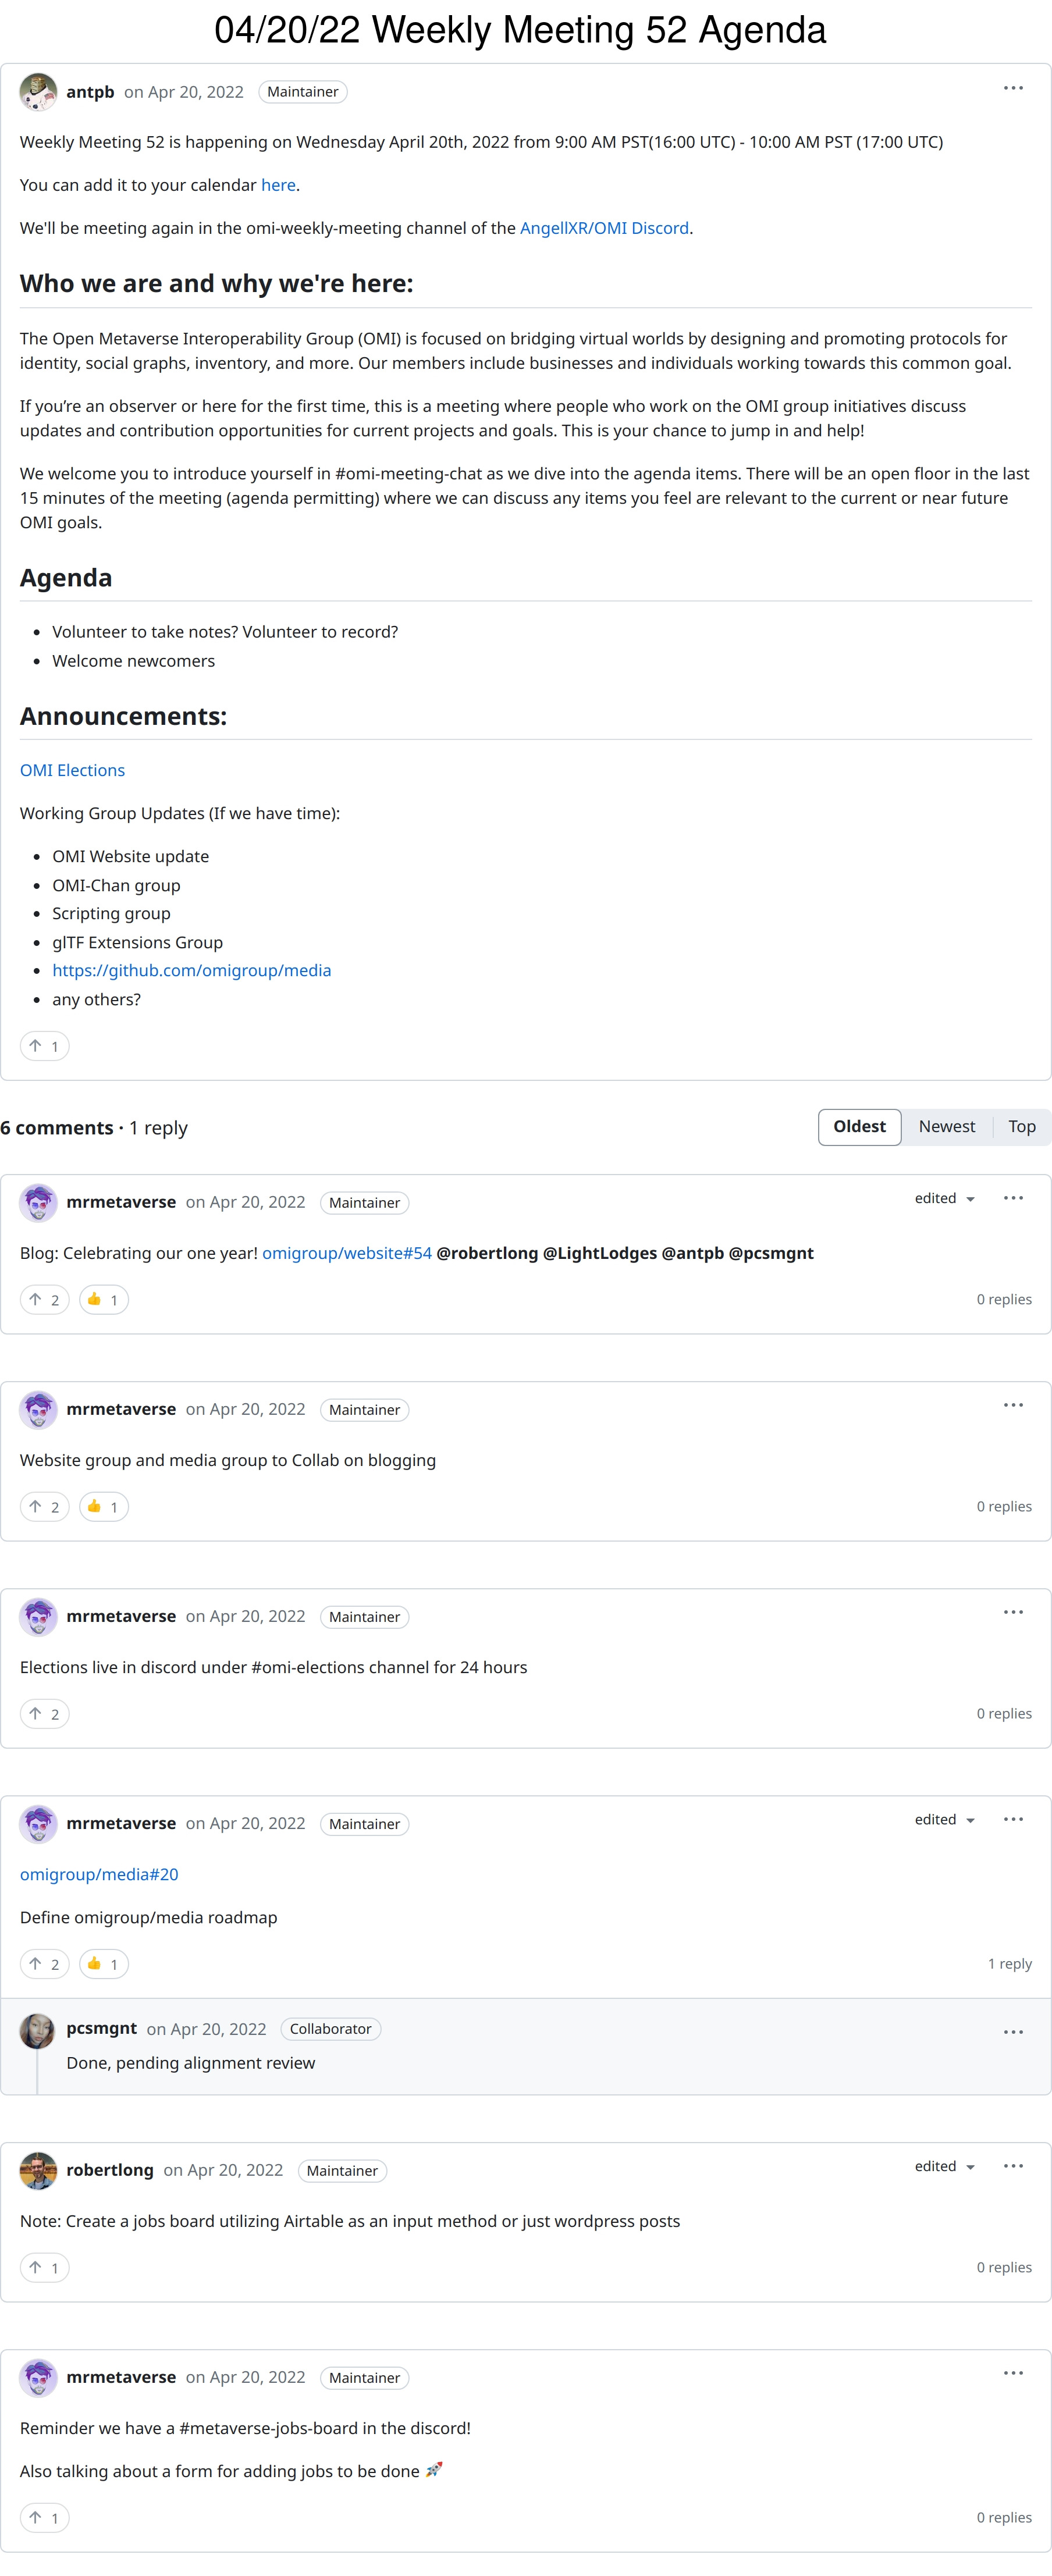 04/20/22 Weekly Meeting 52 Agenda
antpb on Apr 20, 2022 Maintainer
Weekly Meeting 52 is happening on Wednesday April 20th, 2022 from 9:00 AM PST(16:00 UTC) - 10:00 AM PST (17:00 UTC)
You can add it to your calendar here.
We'll be meeting again in the omi-weekly-meeting channel of the AngellXR/OMI Discord.
Who we are and why we're here:
The Open Metaverse Interoperability Group (OMI) is focused on bridging virtual worlds by designing and promoting protocols for
identity, social graphs, inventory, and more. Our members include businesses and individuals working towards this common goal.
If you’re an observer or here for the first time, this is a meeting where people who work on the OMI group initiatives discuss
updates and contribution opportunities for current projects and goals. This is your chance to jump in and help!
We welcome you to introduce yourself in #omi-meeting-chat as we dive into the agenda items. There will be an open floor in the last
15 minutes of the meeting (agenda permitting) where we can discuss any items you feel are relevant to the current or near future
OMI goals.
Agenda
• Volunteer to take notes? Volunteer to record?
• Welcome newcomers
Announcements:
OMI Elections
Working Group Updates (If we have time):
• OMI Website update
• OMI-Chan group
• Scripting group
• glTF Extensions Group
• https://github.com/omigroup/media
• any others?
↑ 1
6 comments · 1 reply Oldest Newest Top
mrmetaverse on Apr 20, 2022 Maintainer edited
Blog: Celebrating our one year! omigroup/website#54 @robertlong @LightLodges @antpb @pcsmgnt
↑ 2 👍 1 0 replies
mrmetaverse on Apr 20, 2022 Maintainer
Website group and media group to Collab on blogging
↑ 2 👍 1 0 replies
mrmetaverse on Apr 20, 2022 Maintainer
Elections live in discord under #omi-elections channel for 24 hours
↑ 2 0 replies
mrmetaverse on Apr 20, 2022 Maintainer edited
omigroup/media#20
Define omigroup/media roadmap
↑ 2 👍 1 1 reply
pcsmgnt on Apr 20, 2022 Collaborator
Done, pending alignment review
robertlong on Apr 20, 2022 Maintainer edited
Note: Create a jobs board utilizing Airtable as an input method or just wordpress posts
↑ 1 0 replies
mrmetaverse on Apr 20, 2022 Maintainer
Reminder we have a #metaverse-jobs-board in the discord!
Also talking about a form for adding jobs to be done 🚀
↑ 1 0 replies